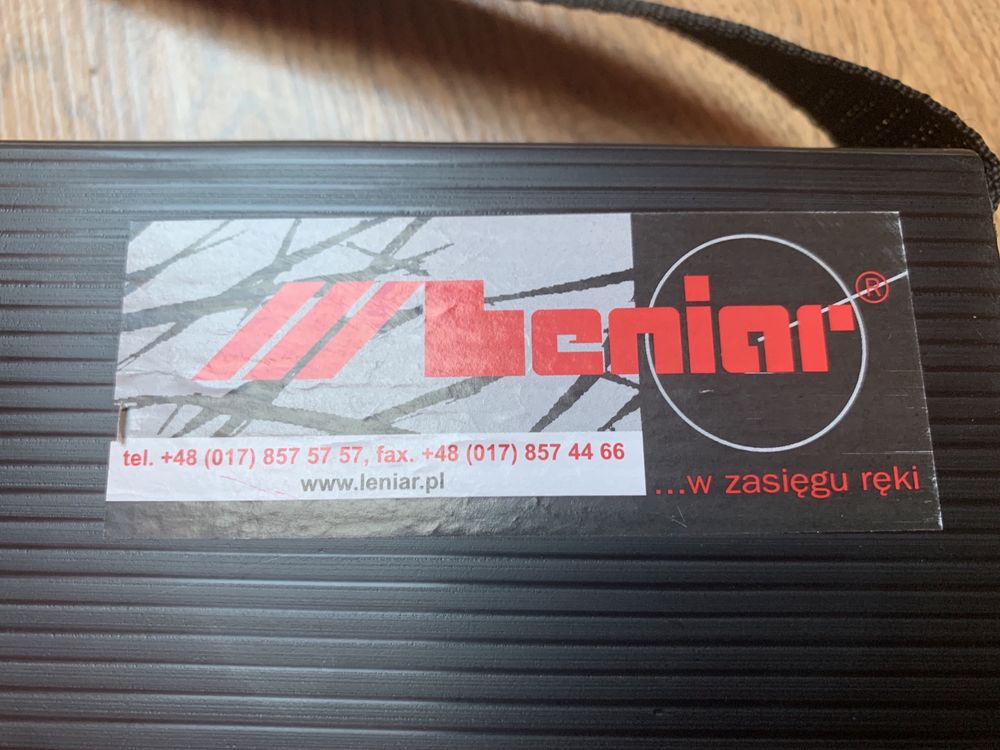 leniar®
tel. +48 (017) 857 57 57, fax. +48 (017) 857 44 66
www.leniar.pl
...w zasięgu ręki